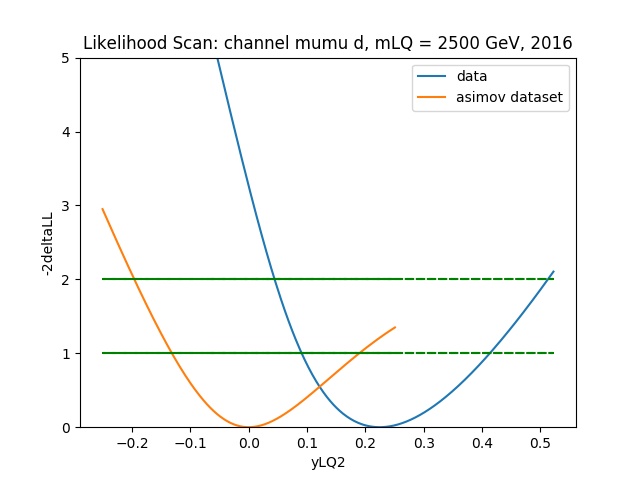 Likelihood Scan: channel mumu d, mLQ = 2500 GeV, 2016
data
asimov dataset
-2deltaLL
5
4
3
2
1
0
−0.2
−0.1
0.0
0.1
0.2
0.3
0.4
0.5
yLQ2